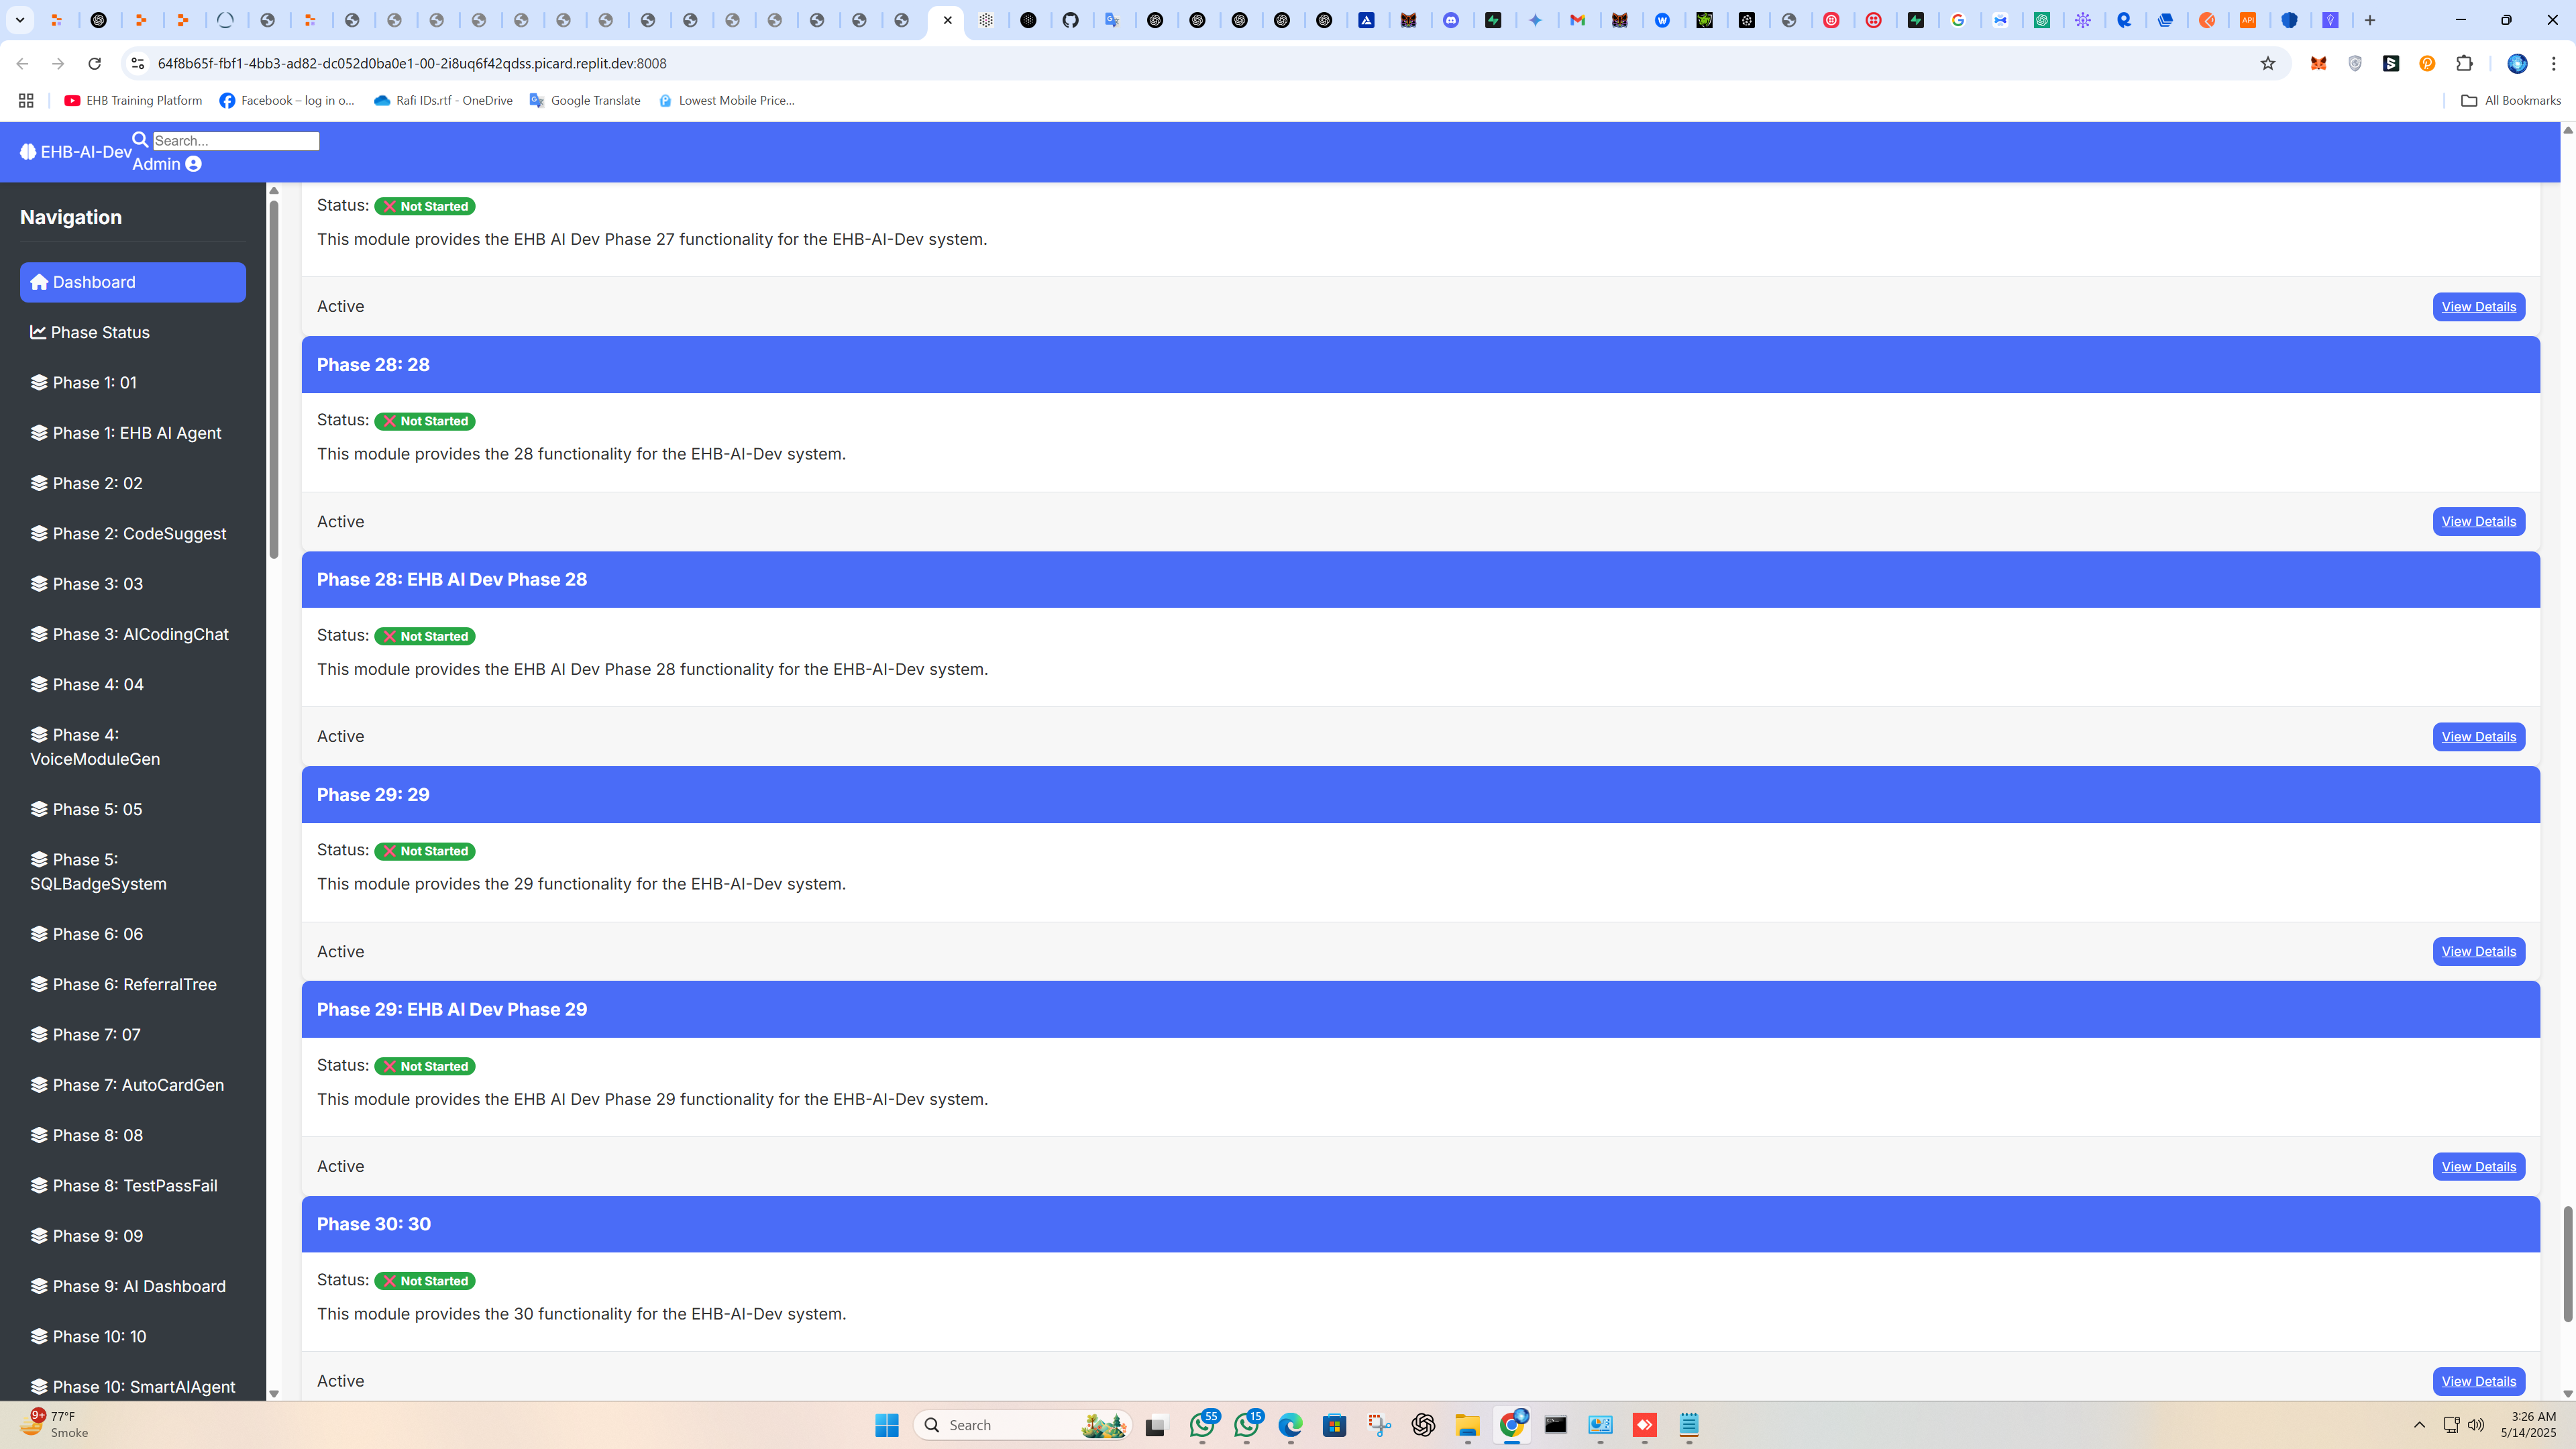 64f8b65f-fbf1-4bb3-ad82-dc052d0ba0e1-00-2i8uq6f42qdss.picard.replit.dev:8008
EHB Training Platform
Facebook – log in o...
Rafi IDs.rtf - OneDrive
Google Translate
Lowest Mobile Price...
All Bookmarks
EHB-AI-Dev
Search...
Admin
Navigation
Dashboard
Phase Status
Phase 1: 01
Phase 1: EHB AI Agent
Phase 2: 02
Phase 2: CodeSuggest
Phase 3: 03
Phase 3: AICodingChat
Phase 4: 04
Phase 4:
VoiceModuleGen
Phase 5: 05
Phase 5:
SQLBadgeSystem
Phase 6: 06
Phase 6: ReferralTree
Phase 7: 07
Phase 7: AutoCardGen
Phase 8: 08
Phase 8: TestPassFail
Phase 9: 09
Phase 9: AI Dashboard
Phase 10: 10
Phase 10: SmartAIAgent
Status: ❌ Not Started
This module provides the EHB AI Dev Phase 27 functionality for the EHB-AI-Dev system.
Active
View Details
Phase 28: 28
Status: ❌ Not Started
This module provides the 28 functionality for the EHB-AI-Dev system.
Active
View Details
Phase 28: EHB AI Dev Phase 28
Status: ❌ Not Started
This module provides the EHB AI Dev Phase 28 functionality for the EHB-AI-Dev system.
Active
View Details
Phase 29: 29
Status: ❌ Not Started
This module provides the 29 functionality for the EHB-AI-Dev system.
Active
View Details
Phase 29: EHB AI Dev Phase 29
Status: ❌ Not Started
This module provides the EHB AI Dev Phase 29 functionality for the EHB-AI-Dev system.
Active
View Details
Phase 30: 30
Status: ❌ Not Started
This module provides the 30 functionality for the EHB-AI-Dev system.
Active
View Details
9+
77°F
Smoke
Search
55
15
3:26 AM
5/14/2025